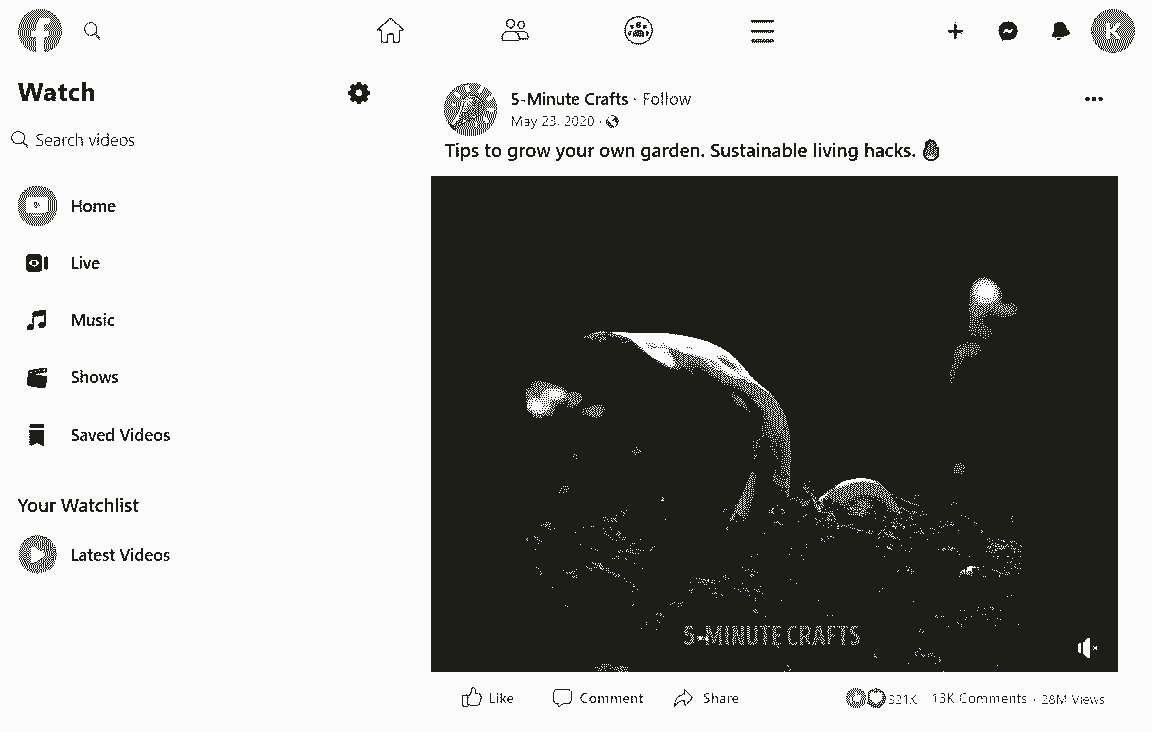 K
Watch
5-Minute Crafts · Follow
May 23, 2020 ·
Search videos
Tips to grow your own garden. Sustainable living hacks.
Home
Live
Music
Shows
Saved Videos
Your Watchlist
Latest Videos
5-MINUTE CRAFTS
Like
Comment
Share
321K
13K Comments · 28M Views